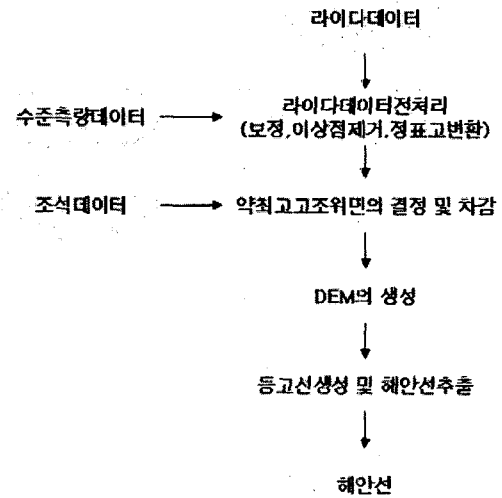 라이다데이터
수준측량데이터
라이다데이터전처리
(보정,이상점제거,정표고변환)
조석데이터
약최고고조위면의 결정 및 차감
DEM의 생성
등고선생성 및 해안선추출
해안선